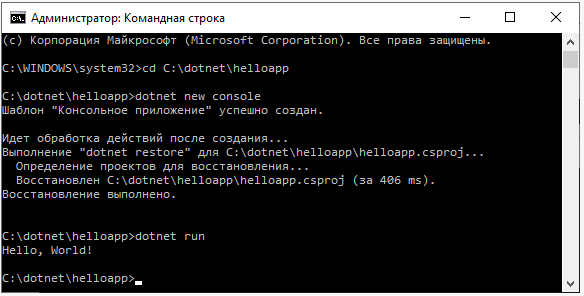 Администратор: Командная строка
(c) Корпорация Майкрософт (Microsoft Corporation). Все права защищены.
C:\WINDOWS\system32>cd C:\dotnet\helloapp
C:\dotnet\helloapp>dotnet new console
Шаблон "Консольное приложение" успешно создан.
Идет обработка действий после создания...
Выполнение "dotnet restore" для C:\dotnet\helloapp\helloapp.csproj...
Определение проектов для восстановления...
Восстановлен C:\dotnet\helloapp\helloapp.csproj (за 406 ms).
Восстановление выполнено.
C:\dotnet\helloapp>dotnet run
Hello, World!
C:\dotnet\helloapp>